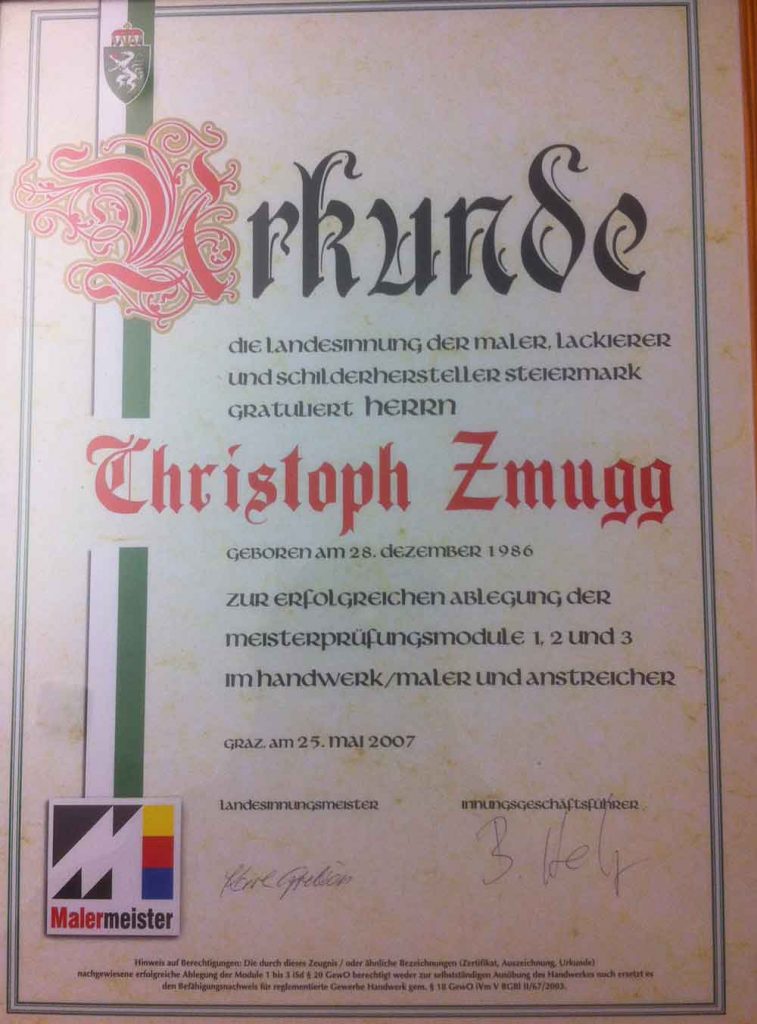 Urkunde
die Landesinnung der Maler, Lackierer
und Schilderhersteller Steiermark
gratuliert Herrn
Christoph Zmugg
geboren am 28. Dezember 1986
zur erfolgreichen Ablegung der
Meisterprüfungsmodule 1, 2 und 3
im Handwerk/Maler und Anstreicher
Graz, am 25. Mai 2007
Landesinnungsmeister Innungsgeschäftsführer
Malermeister
Hinweis auf Berechtigungen: Die durch dieses Zeugnis / oder ähnliche Bezeichnungen (Zertifikat, Auszeichnung, Urkunde)
nachgewiesene erfolgreiche Ablegung der Module 1 bis 3 iSd § 20 GewO berechtigt weder zur selbstständigen Ausübung des Handwerkes noch ersetzt es
den Befähigungsnachweis für reglementierte Gewerbe Handwerk gem. § 18 GewO iVm V BGBl II/67/2003.